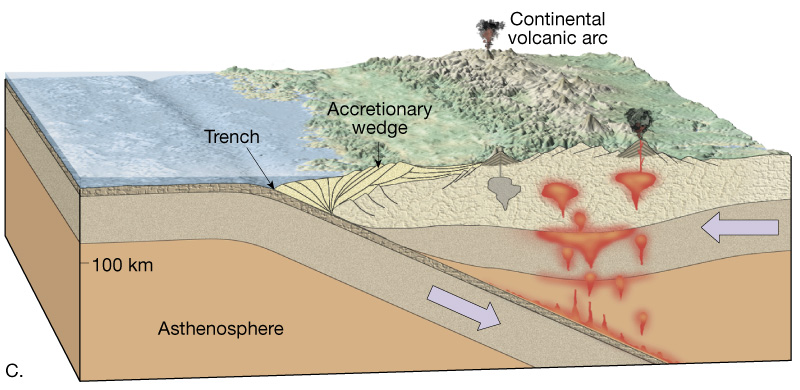 Continental
volcanic arc
Accretionary
wedge
Trench
100 km
Asthenosphere
C.